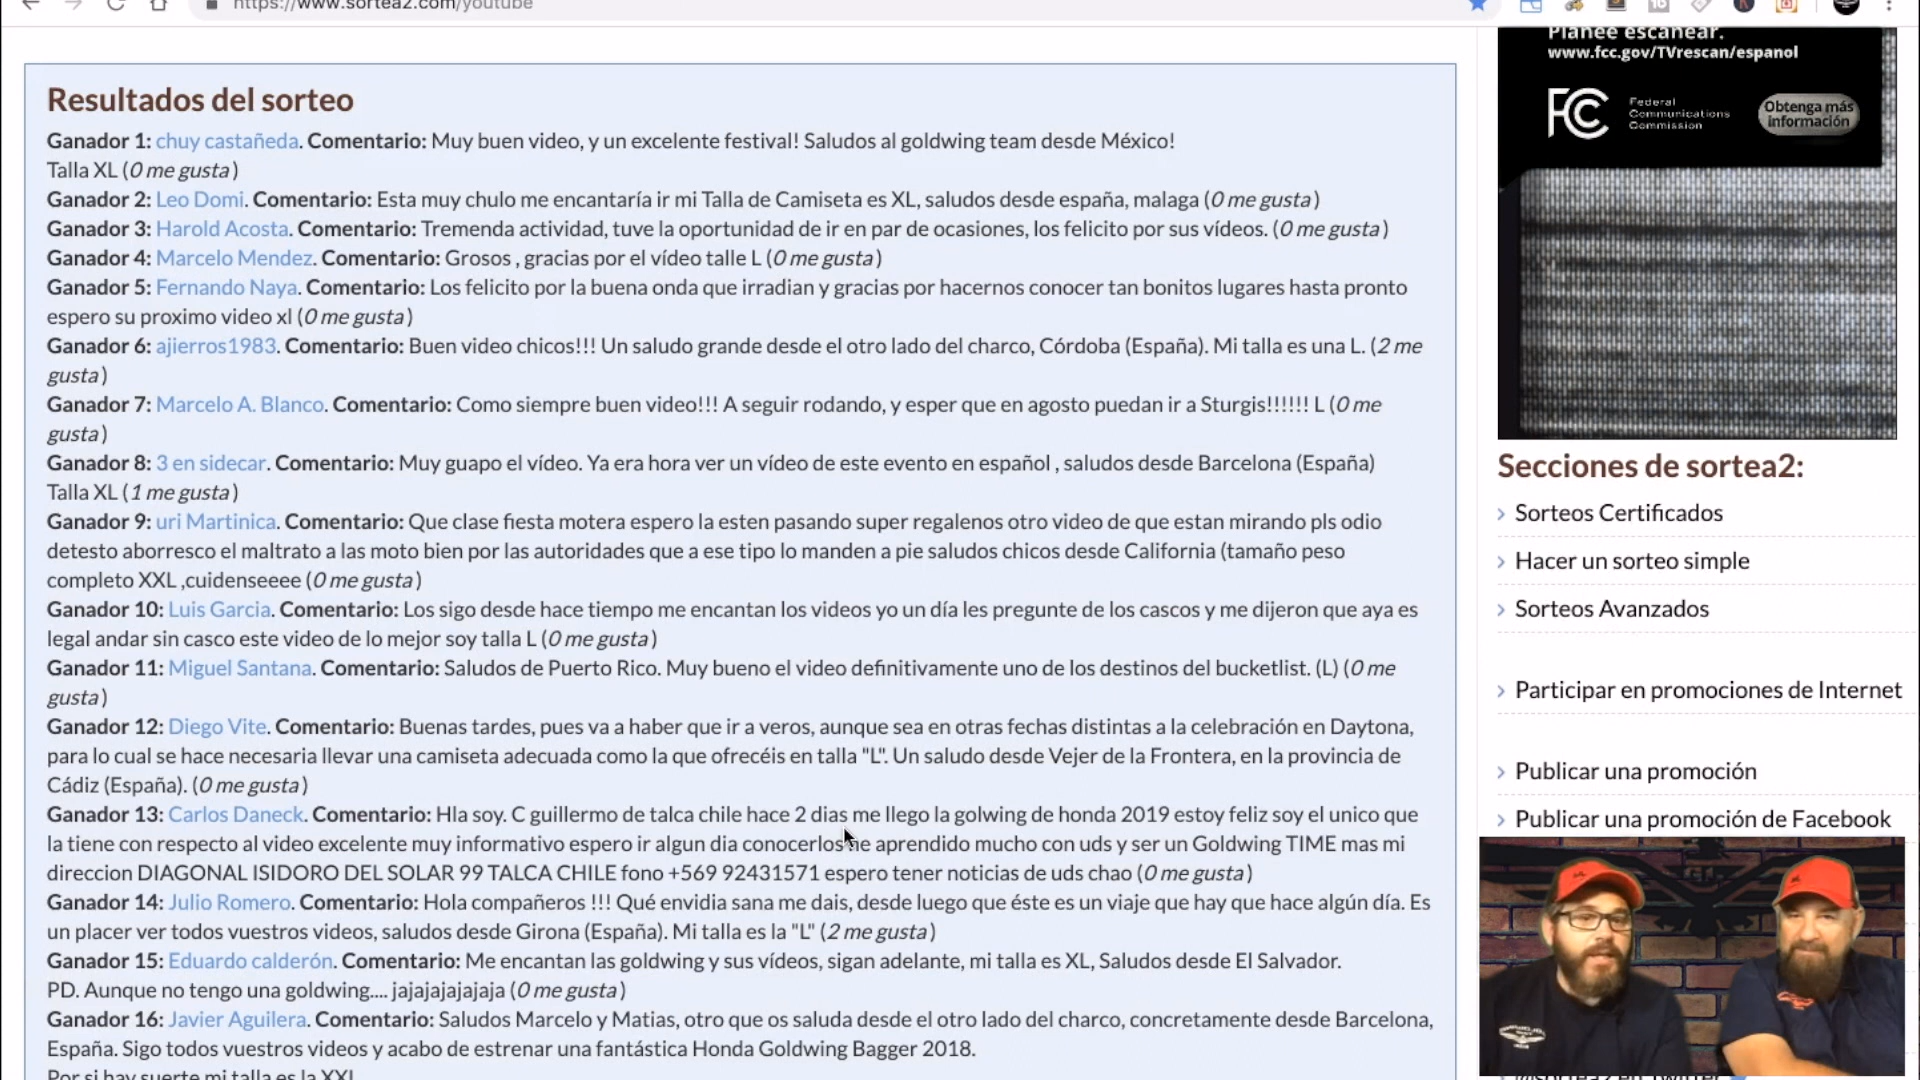 https://www.sortea2.com/youtube
Resultados del sorteo
Ganador 1: chuy castañeda. Comentario: Muy buen video, y un excelente festival! Saludos al goldwing team desde México!
Talla XL (0 me gusta)
Ganador 2: Leo Domi. Comentario: Esta muy chulo me encantaría ir mi Talla de Camiseta es XL, saludos desde españa, malaga (0 me gusta)
Ganador 3: Harold Acosta. Comentario: Tremenda actividad, tuve la oportunidad de ir en par de ocasiones, los felicito por sus vídeos. (0 me gusta)
Ganador 4: Marcelo Mendez. Comentario: Grosos , gracias por el vídeo talle L (0 me gusta)
Ganador 5: Fernando Naya. Comentario: Los felicito por la buena onda que irradian y gracias por hacernos conocer tan bonitos lugares hasta pronto
espero su proximo video xl (0 me gusta)
Ganador 6: ajierros1983. Comentario: Buen video chicos!!! Un saludo grande desde el otro lado del charco, Córdoba (España). Mi talla es una L. (2 me
gusta)
Ganador 7: Marcelo A. Blanco. Comentario: Como siempre buen video!!! A seguir rodando, y esper que en agosto puedan ir a Sturgis!!!!!! L (0 me
gusta)
Ganador 8: 3 en sidecar. Comentario: Muy guapo el vídeo. Ya era hora ver un vídeo de este evento en español , saludos desde Barcelona (España)
Talla XL (1 me gusta)
Ganador 9: uri Martinica. Comentario: Que clase fiesta motera espero la esten pasando super regalenos otro video de que estan mirando pls odio
detesto aborresco el maltrato a las moto bien por las autoridades que a ese tipo lo manden a pie saludos chicos desde California (tamaño peso
completo XXL ,cuidenseeee (0 me gusta)
Ganador 10: Luis Garcia. Comentario: Los sigo desde hace tiempo me encantan los videos yo un día les pregunte de los cascos y me dijeron que aya es
legal andar sin casco este video de lo mejor soy talla L (0 me gusta)
Ganador 11: Miguel Santana. Comentario: Saludos de Puerto Rico. Muy bueno el video definitivamente uno de los destinos del bucketlist. (L) (0 me
gusta)
Ganador 12: Diego Vite. Comentario: Buenas tardes, pues va a haber que ir a veros, aunque sea en otras fechas distintas a la celebración en Daytona,
para lo cual se hace necesaria llevar una camiseta adecuada como la que ofrecéis en talla "L". Un saludo desde Vejer de la Frontera, en la provincia de
Cádiz (España). (0 me gusta)
Ganador 13: Carlos Daneck. Comentario: Hla soy. C guillermo de talca chile hace 2 dias me llego la golwing de honda 2019 estoy feliz soy el unico que
la tiene con respecto al video excelente muy informativo espero ir algun dia conocerlos he aprendido mucho con uds y ser un Goldwing TIME mas mi
direccion DIAGONAL ISIDORO DEL SOLAR 99 TALCA CHILE fono +569 92431571 espero tener noticias de uds chao (0 me gusta)
Ganador 14: Julio Romero. Comentario: Hola compañeros !!! Qué envidia sana me dais, desde luego que éste es un viaje que hay que hace algún día. Es
un placer ver todos vuestros videos, saludos desde Girona (España). Mi talla es la "L" (2 me gusta)
Ganador 15: Eduardo calderón. Comentario: Me encantan las goldwing y sus vídeos, sigan adelante, mi talla es XL, Saludos desde El Salvador.
PD. Aunque no tengo una goldwing.... jajajajajajaja (0 me gusta)
Ganador 16: Javier Aguilera. Comentario: Saludos Marcelo y Matias, otro que os saluda desde el otro lado del charco, concretamente desde Barcelona,
España. Sigo todos vuestros videos y acabo de estrenar una fantástica Honda Goldwing Bagger 2018.
Por si hay suerte mi talla es la XXL
Planee escanear.
www.fcc.gov/TVrescan/espanol
FCC
Federal
Communications
Commission
Obtenga más
información
Secciones de sortea2:
Sorteos Certificados
Hacer un sorteo simple
Sorteos Avanzados
Participar en promociones de Internet
Publicar una promoción
Publicar una promoción de Facebook